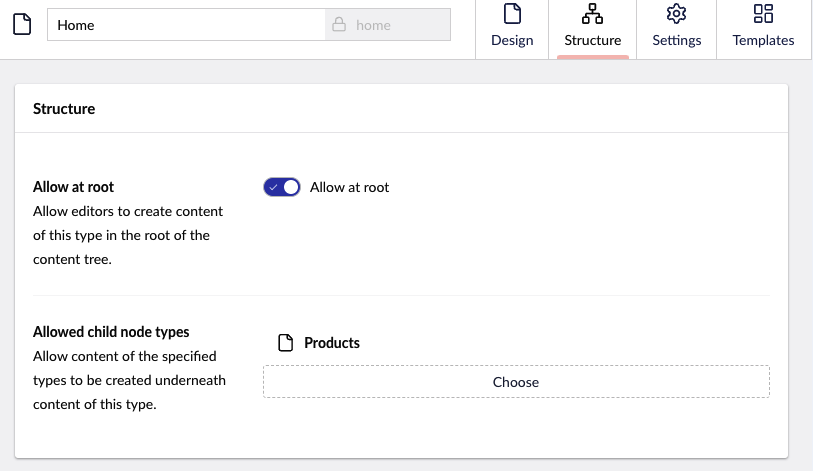 Home
home
Design
Structure
Settings
Templates
Structure
Allow at root
Allow editors to create content
of this type in the root of the
content tree.
Allow at root
Allowed child node types
Allow content of the specified
types to be created underneath
content of this type.
Products
Choose